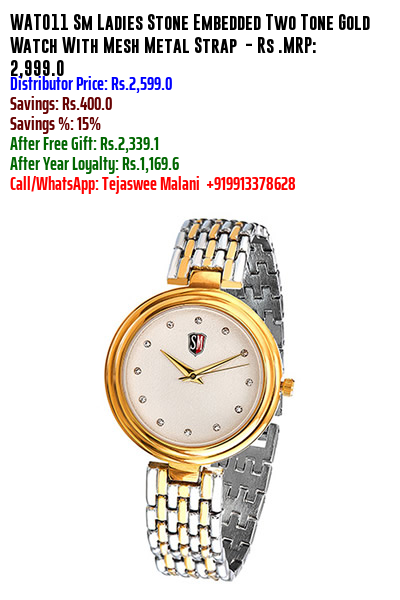 WAT011 Sm Ladies Stone Embedded Two Tone Gold
Watch With Mesh Metal Strap - Rs .MRP:
2,999.0
Distributor Price: Rs.2,599.0
Savings: Rs.400.0
Savings %: 15%
After Free Gift: Rs.2,339.1
After Year Loyalty: Rs.1,169.6
Call/WhatsApp: Tejaswee Malani +919913378628
SM